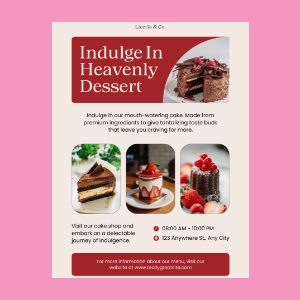 Liceria & Co.
Indulge In
Heavenly
Dessert
Indulge in our mouth-watering cake. Made from
premium ingredients to give tantalizing taste buds
that leave you craving for more.
Visit our cake shop and
embark on a delectable
journey of indulgence.
08:00 AM - 10:00 PM
123 Anywhere St., Any City
For more information about our menu, visit our
website at www.reallygreatsite.com